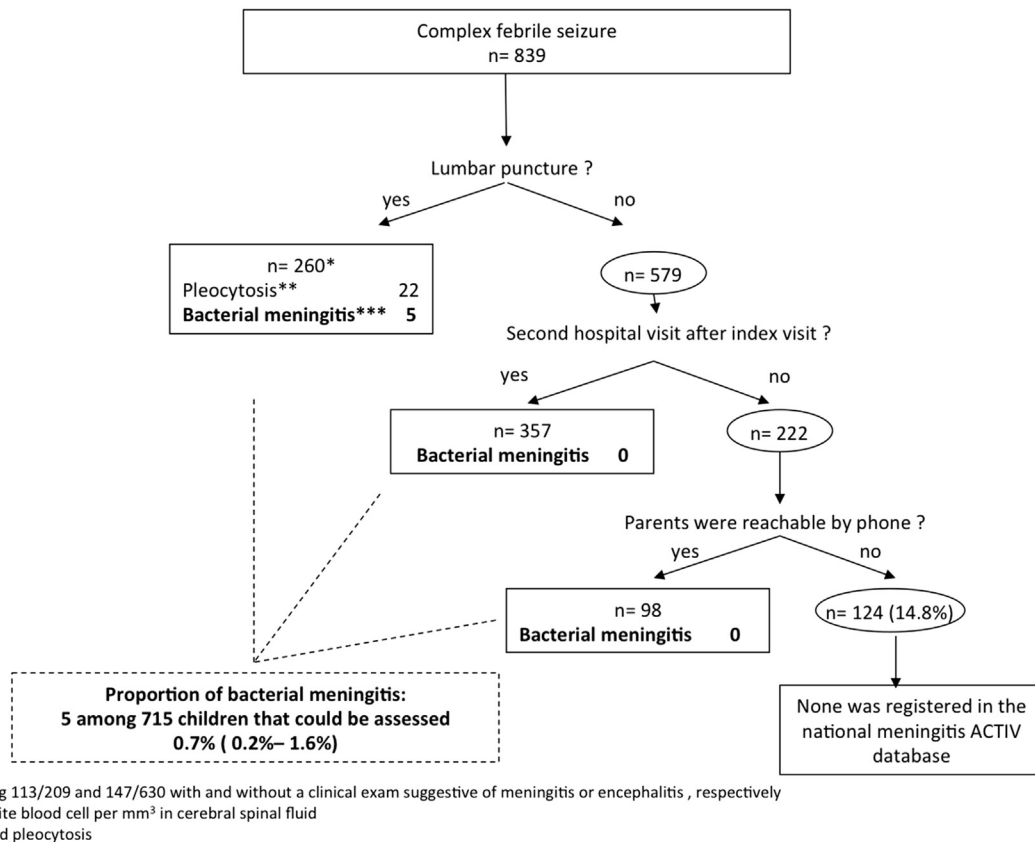 Complex febrile seizure
n= 839
Lumbar puncture ?
yes
no
n= 260*
Pleocytosis** 22
Bacterial meningitis*** 5
n= 579
Second hospital visit after index visit ?
yes
no
n= 357
Bacterial meningitis 0
n= 222
Parents were reachable by phone ?
yes
no
n= 98
Bacterial meningitis 0
n= 124 (14.8%)
Proportion of bacterial meningitis:
5 among 715 children that could be assessed
0.7% ( 0.2%– 1.6%)
None was registered in the
national meningitis ACTIV
database
113/209 and 147/630 with and without a clinical exam suggestive of meningitis or encephalitis , respectively
blood cell per mm³ in cerebral spinal fluid
pleocytosis